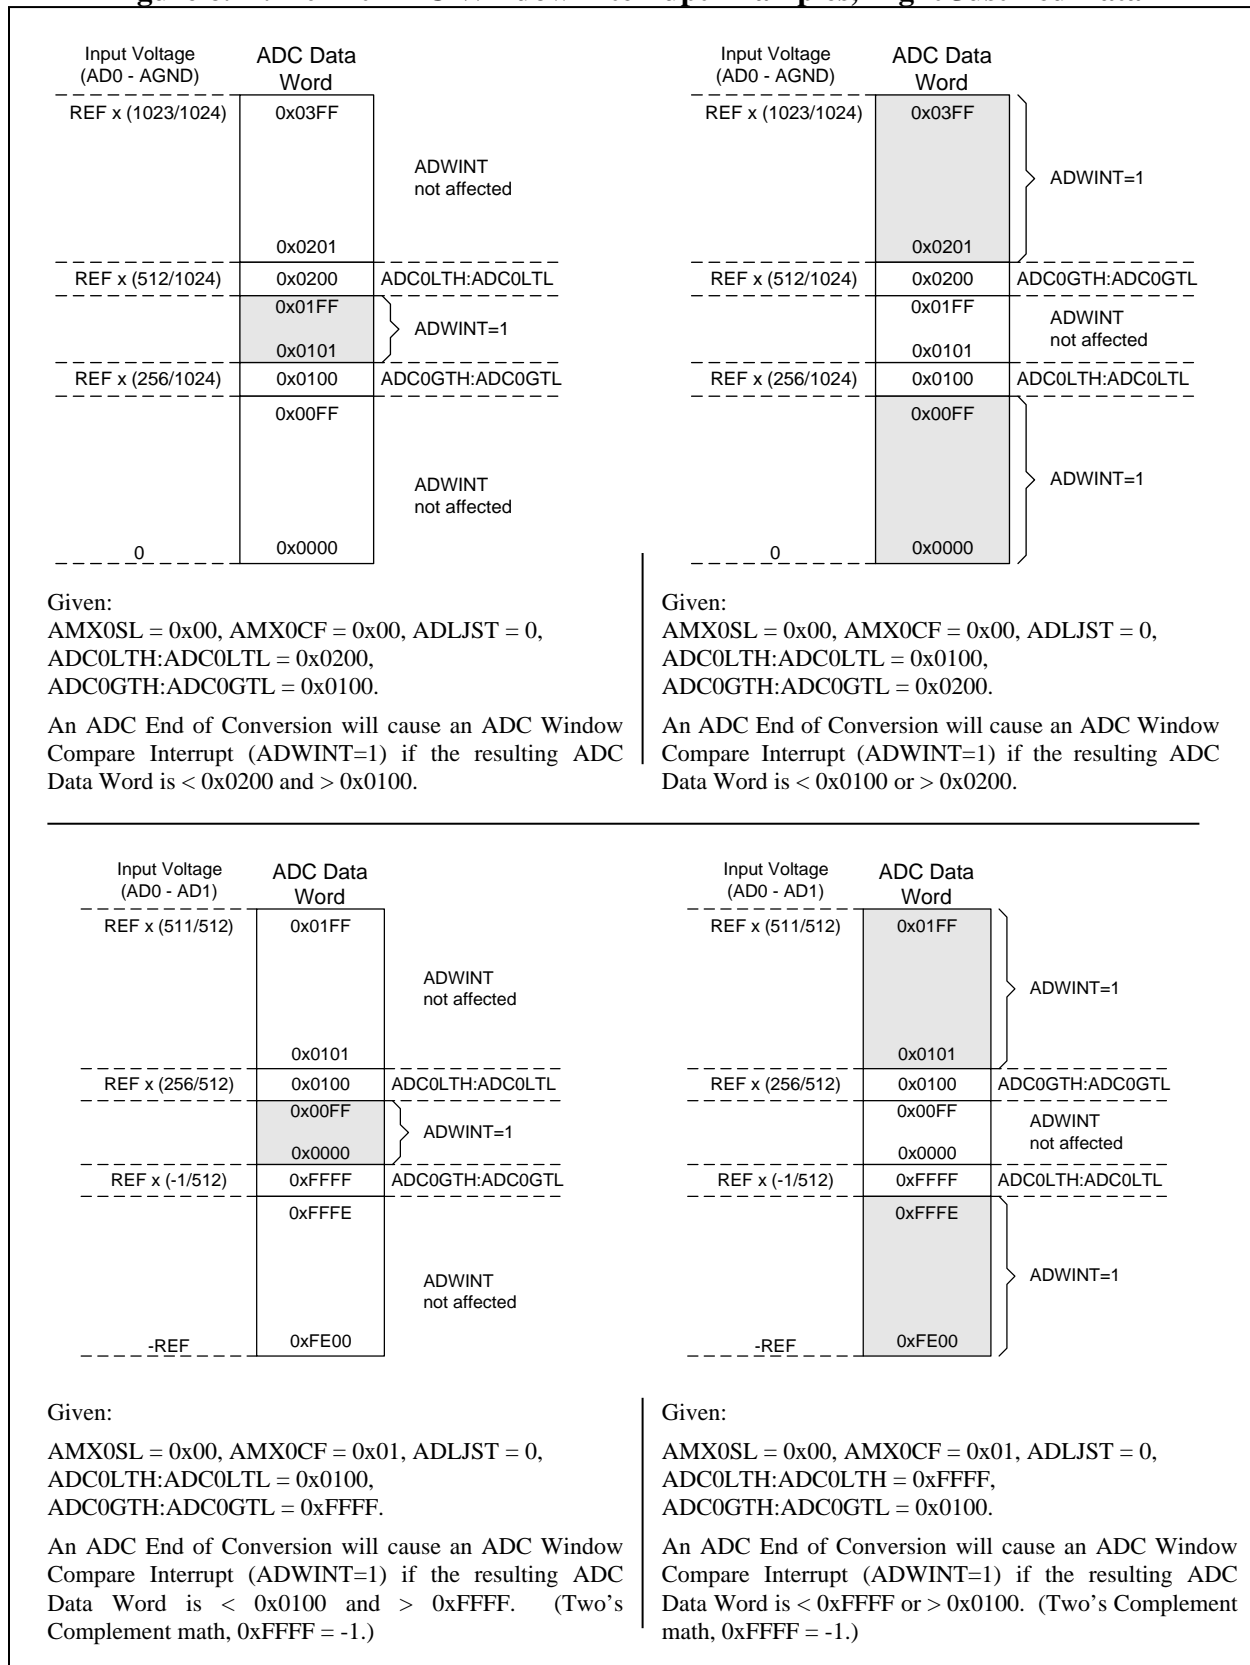 Input Voltage
(AD0 - AGND)
ADC Data
Word
REF x (1023/1024)
0x03FF
ADWINT
not affected
0x0201
REF x (512/1024)
0x0200
ADC0LTH:ADC0LTL
0x01FF
ADWINT=1
0x0101
REF x (256/1024)
0x0100
ADC0GTH:ADC0GTL
0x00FF
ADWINT
not affected
0
0x0000
Given:
AMX0SL = 0x00, AMX0CF = 0x00, ADLJST = 0,
ADC0LTH:ADC0LTL = 0x0200,
ADC0GTH:ADC0GTL = 0x0100.
An ADC End of Conversion will cause an ADC Window
Compare Interrupt (ADWINT=1) if the resulting ADC
Data Word is < 0x0200 and > 0x0100.
Input Voltage
(AD0 - AGND)
ADC Data
Word
REF x (1023/1024)
0x03FF
ADWINT=1
0x0201
REF x (512/1024)
0x0200
ADC0GTH:ADC0GTL
0x01FF
ADWINT
not affected
0x0101
REF x (256/1024)
0x0100
ADC0LTH:ADC0LTL
0x00FF
ADWINT=1
0
0x0000
Given:
AMX0SL = 0x00, AMX0CF = 0x00, ADLJST = 0,
ADC0LTH:ADC0LTL = 0x0100,
ADC0GTH:ADC0GTL = 0x0200.
An ADC End of Conversion will cause an ADC Window
Compare Interrupt (ADWINT=1) if the resulting ADC
Data Word is < 0x0100 or > 0x0200.
Input Voltage
(AD0 - AD1)
ADC Data
Word
REF x (511/512)
0x01FF
ADWINT
not affected
0x0101
REF x (256/512)
0x0100
ADC0LTH:ADC0LTL
0x00FF
ADWINT=1
0x0000
REF x (-1/512)
0xFFFF
ADC0GTH:ADC0GTL
0xFFFE
ADWINT
not affected
-REF
0xFE00
Given:
AMX0SL = 0x00, AMX0CF = 0x01, ADLJST = 0,
ADC0LTH:ADC0LTL = 0x0100,
ADC0GTH:ADC0GTL = 0xFFFF.
An ADC End of Conversion will cause an ADC Window
Compare Interrupt (ADWINT=1) if the resulting ADC
Data Word is < 0x0100 and > 0xFFFF. (Two's
Complement math, 0xFFFF = -1.)
Input Voltage
(AD0 - AD1)
ADC Data
Word
REF x (511/512)
0x01FF
ADWINT=1
0x0101
REF x (256/512)
0x0100
ADC0GTH:ADC0GTL
0x00FF
ADWINT
not affected
0x0000
REF x (-1/512)
0xFFFF
ADC0LTH:ADC0LTL
0xFFFE
ADWINT=1
-REF
0xFE00
Given:
AMX0SL = 0x00, AMX0CF = 0x01, ADLJST = 0,
ADC0LTH:ADC0LTH = 0xFFFF,
ADC0GTH:ADC0GTL = 0x0100.
An ADC End of Conversion will cause an ADC Window
Compare Interrupt (ADWINT=1) if the resulting ADC
Data Word is < 0xFFFF or > 0x0100. (Two's Complement
math, 0xFFFF = -1.)